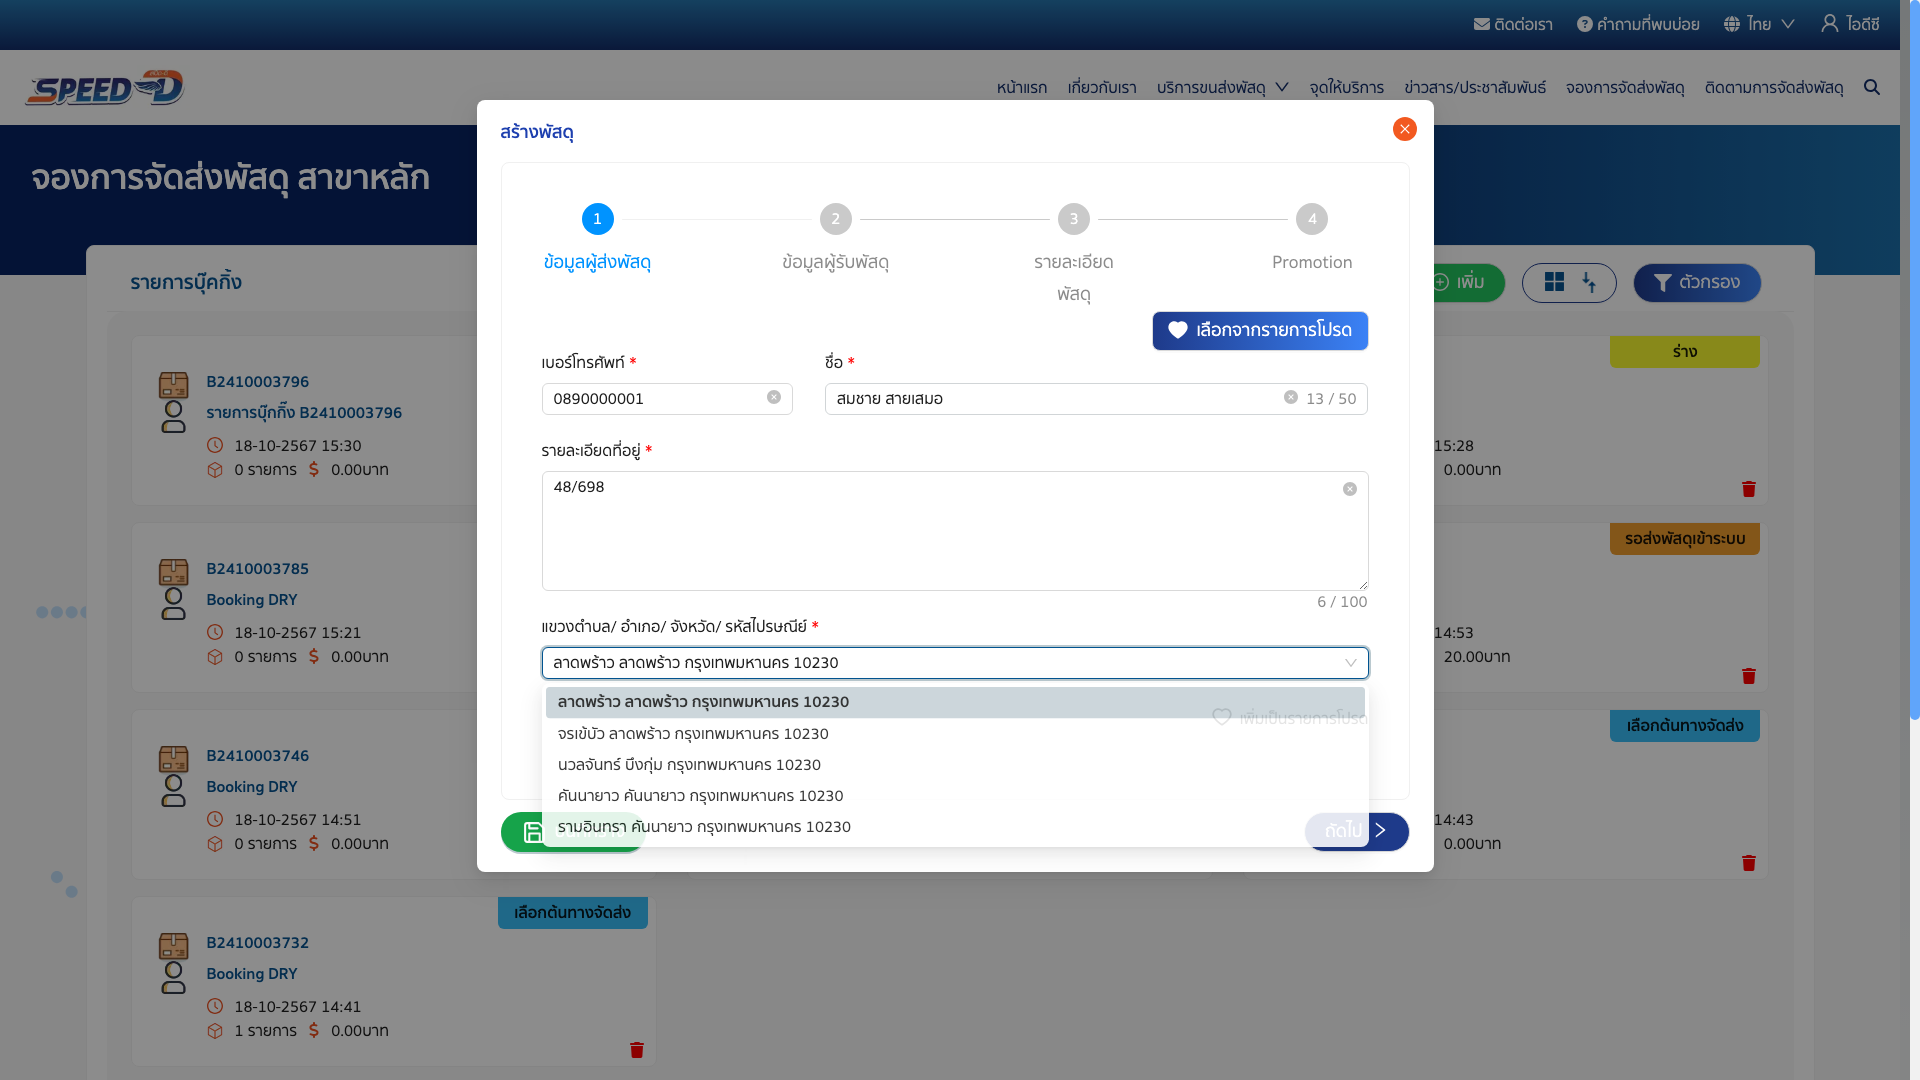 ติดต่อเรา
คำถามที่พบบ่อย
ไทย
ไอดีซี
SPEED-D
หน้าแรก
เกี่ยวกับเรา
บริการขนส่งพัสดุ
จุดให้บริการ
ข่าวสาร/ประชาสัมพันธ์
จองการจัดส่งพัสดุ
ติดตามการจัดส่งพัสดุ
จองการจัดส่งพัสดุ สาขาหลัก
รายการบุ๊คกิ้ง
เพิ่ม
ตัวกรอง
สร้างพัสดุ
1
2
3
4
ข้อมูลผู้ส่งพัสดุ
ข้อมูลผู้รับพัสดุ
รายละเอียด
พัสดุ
Promotion
เลือกจากรายการโปรด
เบอร์โทรศัพท์ *
ชื่อ *
0890000001
สมชาย สายเสมอ
13 / 50
รายละเอียดที่อยู่ *
48/698
6 / 100
แขวงตำบล/ อำเภอ/ จังหวัด/ รหัสไปรษณีย์ *
ลาดพร้าว ลาดพร้าว กรุงเทพมหานคร 10230
ลาดพร้าว ลาดพร้าว กรุงเทพมหานคร 10230
เพิ่มเป็นรายการโปรด
จรเข้บัว ลาดพร้าว กรุงเทพมหานคร 10230
นวลจันทร์ บึงกุ่ม กรุงเทพมหานคร 10230
คันนายาว คันนายาว กรุงเทพมหานคร 10230
รามอินทรา คันนายาว กรุงเทพมหานคร 10230
ถัดไป
B2410003796
รายการบุ๊กกิ๊ง B2410003796
18-10-2567 15:30
0 รายการ $ 0.00บาท
ร่าง
15:28
0.00บาท
B2410003785
Booking DRY
18-10-2567 15:21
0 รายการ $ 0.00บาท
รอส่งพัสดุเข้าระบบ
14:53
20.00บาท
B2410003746
Booking DRY
18-10-2567 14:51
0 รายการ $ 0.00บาท
เลือกต้นทางจัดส่ง
14:43
0.00บาท
เลือกต้นทางจัดส่ง
B2410003732
Booking DRY
18-10-2567 14:41
1 รายการ $ 0.00บาท